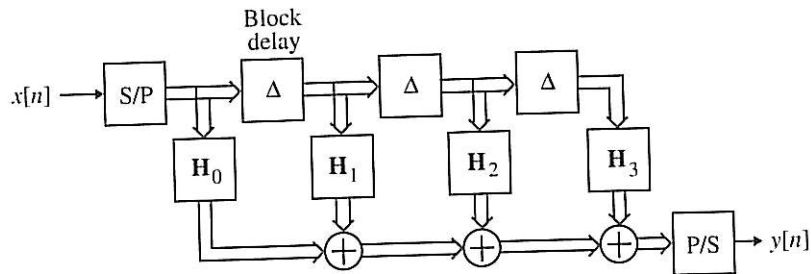 Block
delay
x[n]
S/P
Δ
Δ
Δ
H0
H1
H2
H3
+
+
+
P/S
y[n]